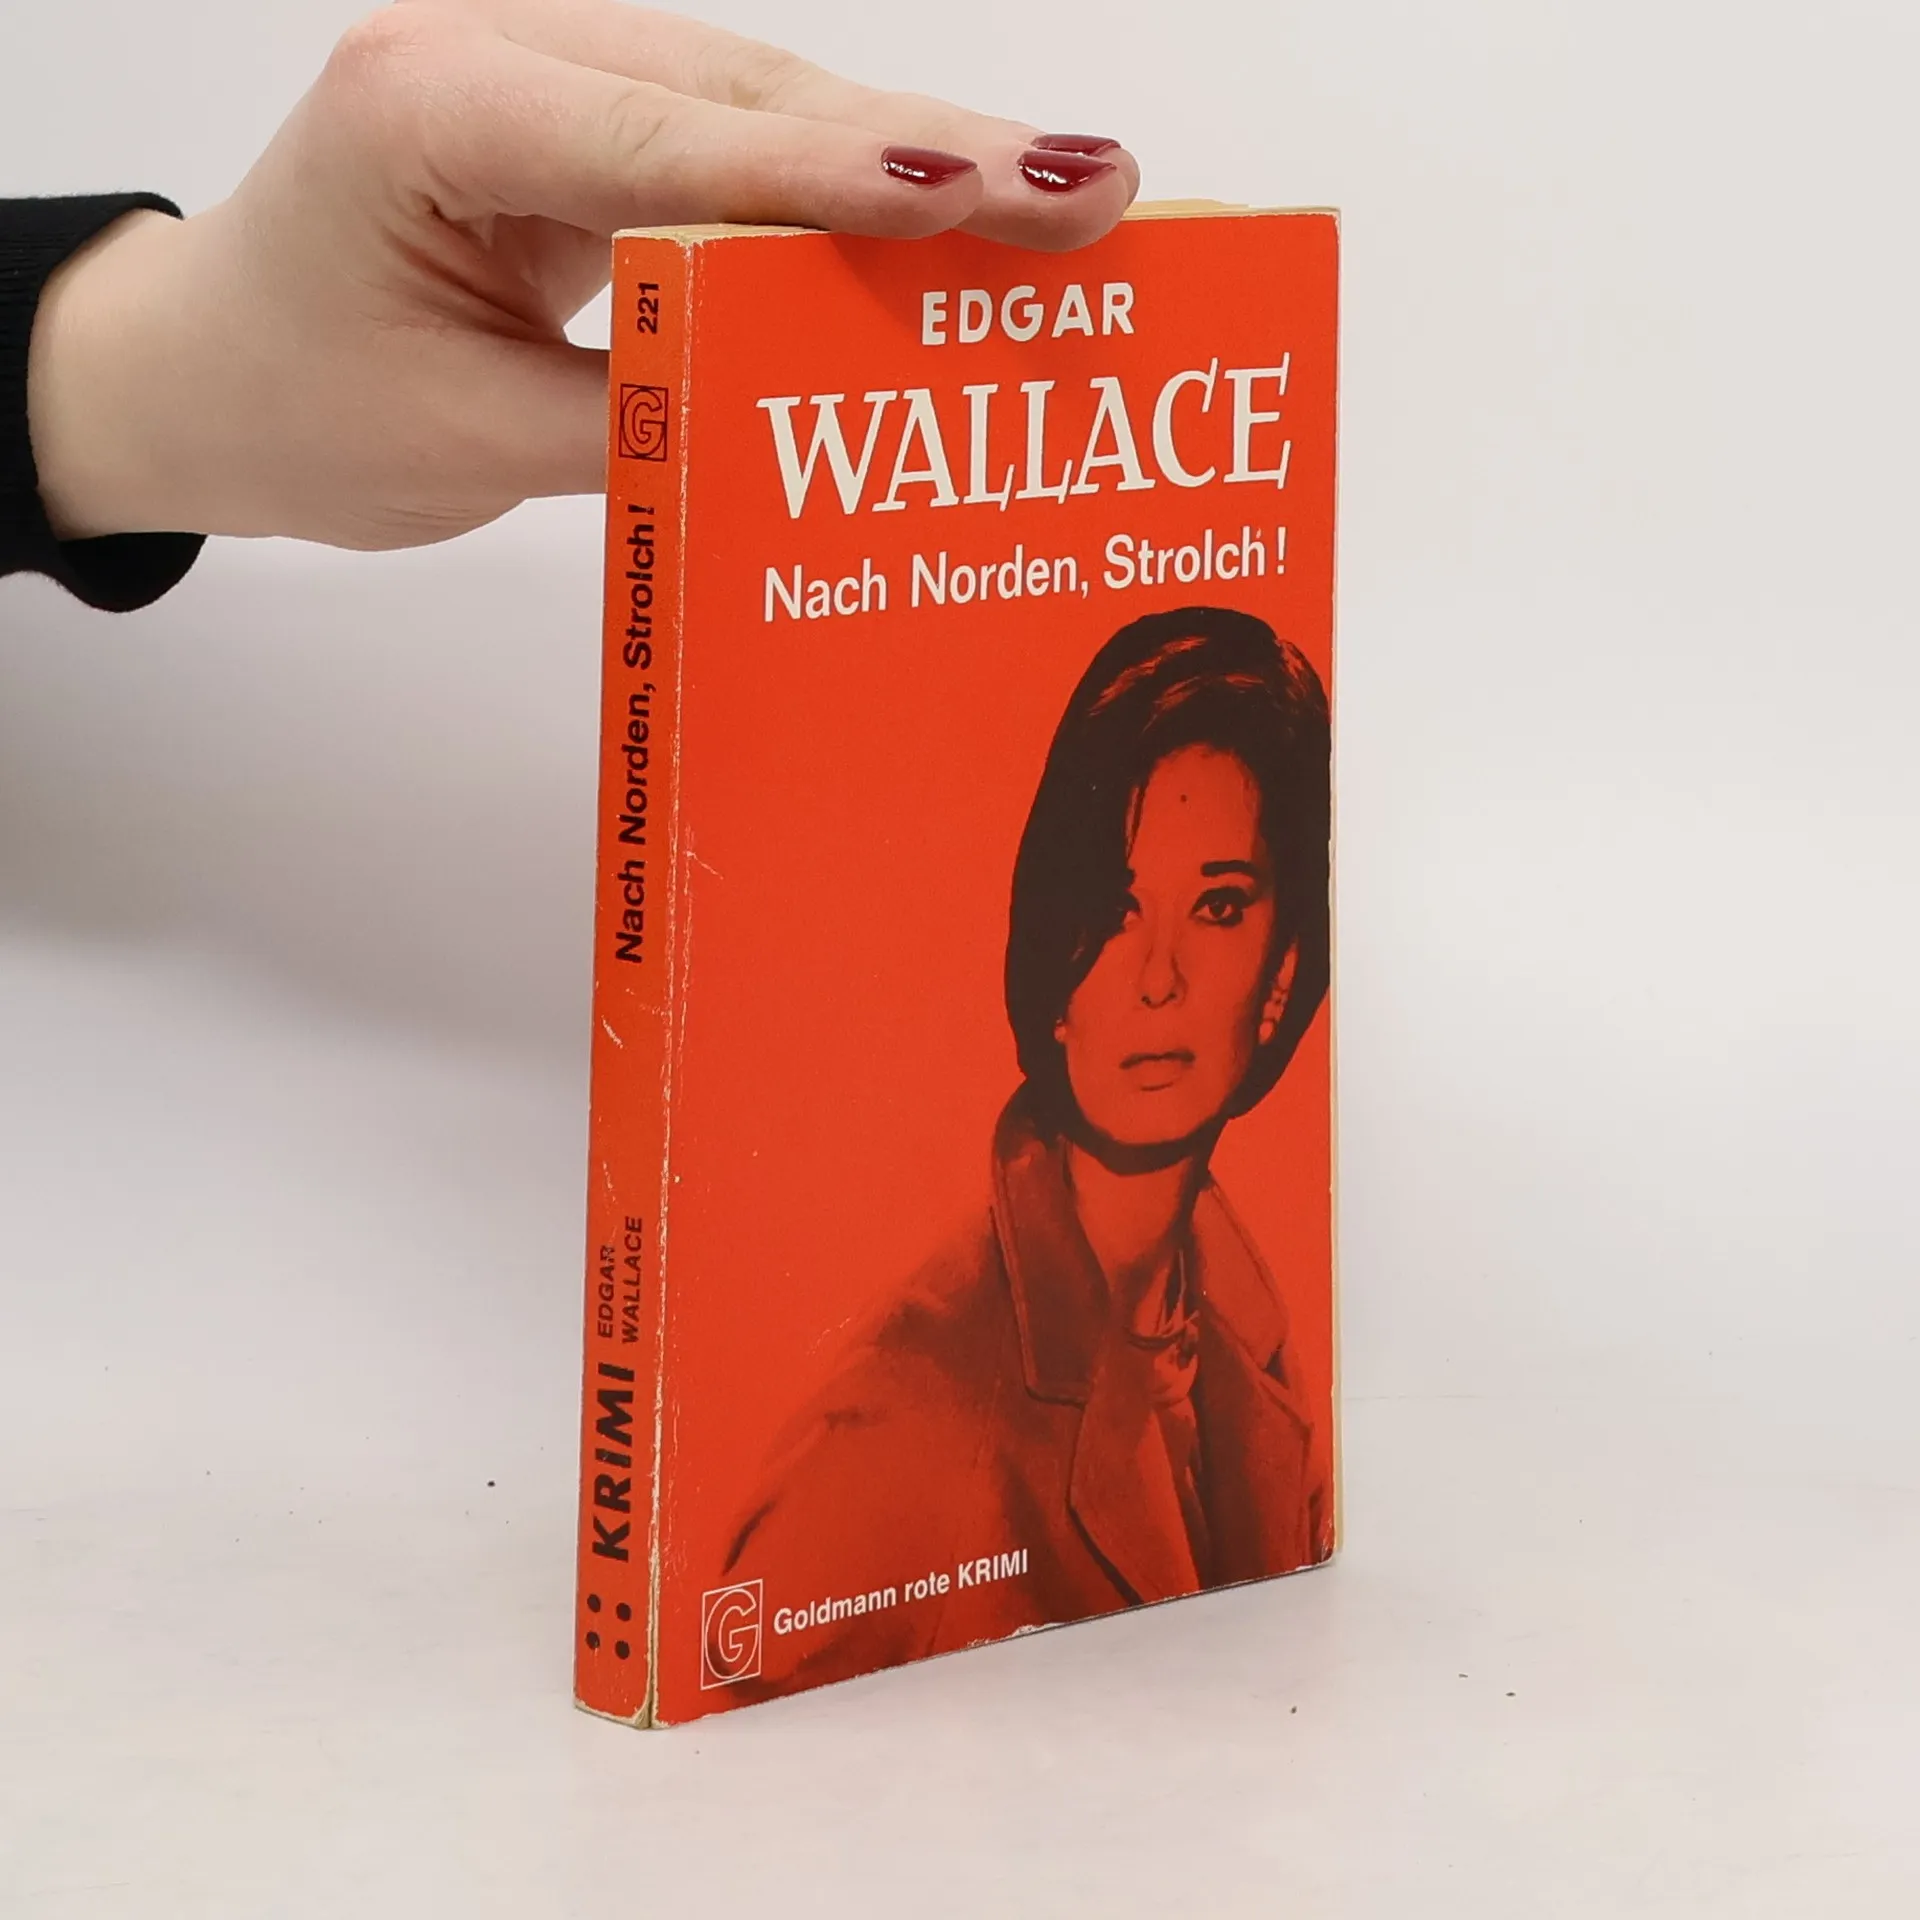 EDGAR
WALLACE
Nach Norden, Strolch!
G Goldmann rote KRIMI
221
G
Nach Norden, Strolch!
EDGAR
WALLACE
KRIMI